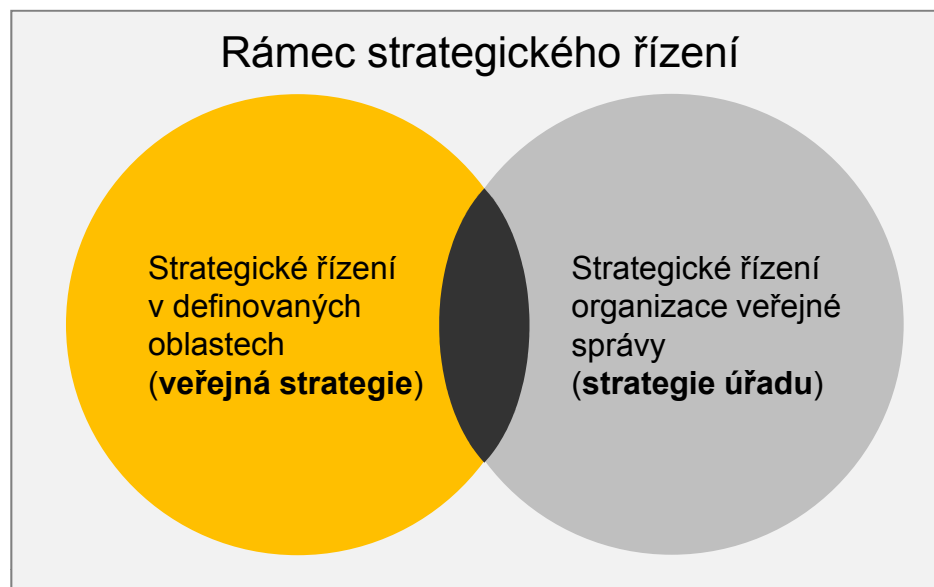 Rámec strategického řízení
Strategické řízení
v definovaných
oblastech
(veřejná strategie)
Strategické řízení
organizace veřejné
správy
(strategie úřadu)